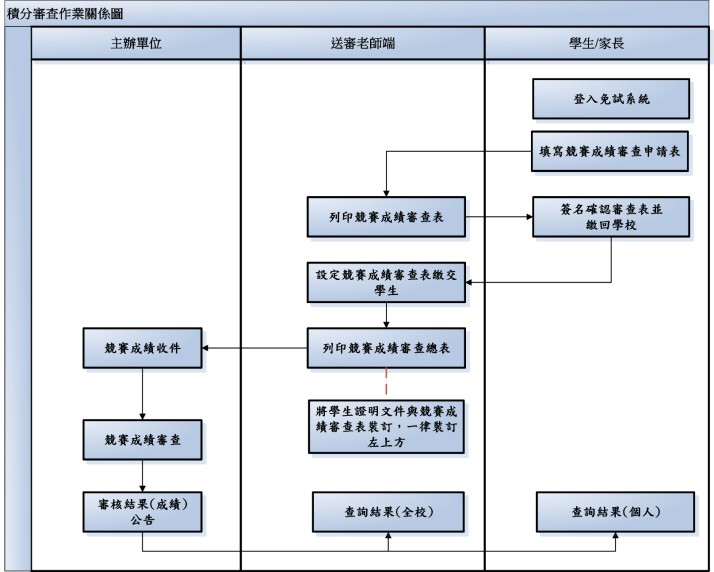 積分審查作業關係圖
主辦單位
送審老師端
學生/家長
登入免試系統
填寫競賽成績審查申請表
列印競賽成績審查表
簽名確認審查表並
繳回學校
設定競賽成績審查表繳交
學生
競賽成績收件
列印競賽成績審查總表
將學生證明文件與競賽成
績審查表裝訂，一律裝訂
左上方
競賽成績審查
審核結果(成績)
公告
查詢結果(全校)
查詢結果(個人)